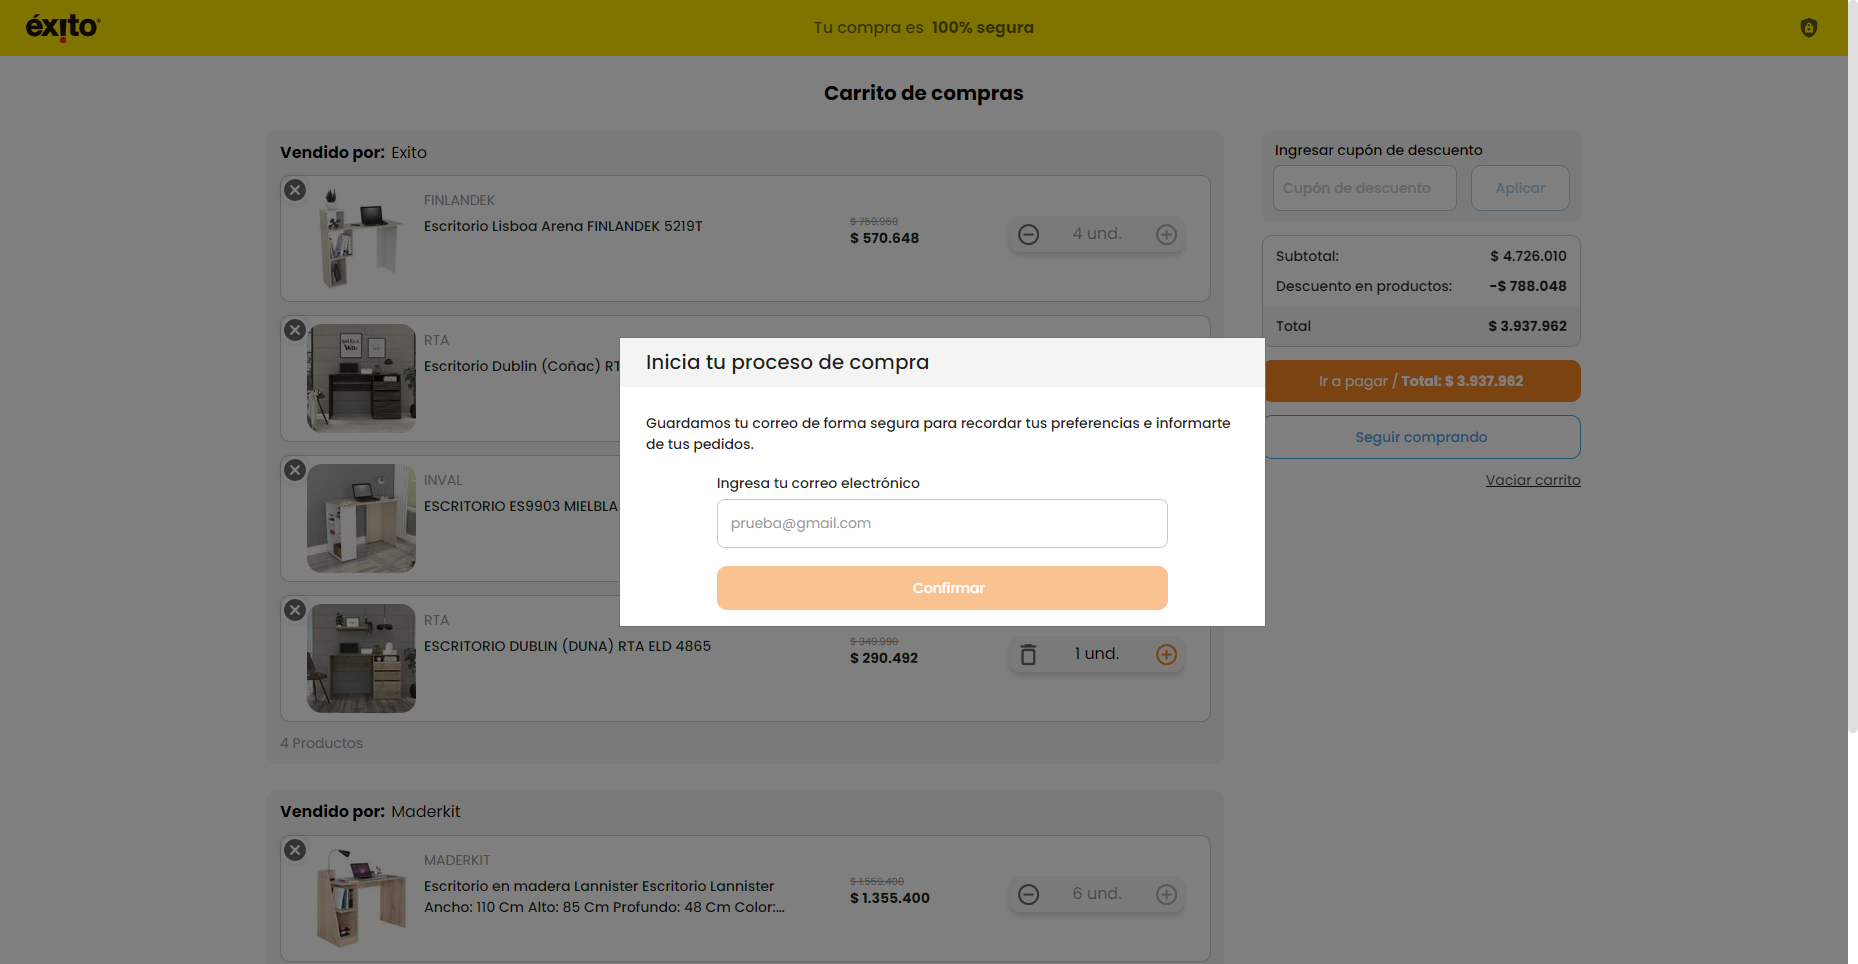 éxito
Tu compra es 100% segura
Carrito de compras
Vendido por: Exito
FINLANDEK
Escritorio Lisboa Arena FINLANDEK 5219T
$ 759.960
$ 570.648
4 und.
RTA
Escritorio Dublin (Coñac)
INVAL
ESCRITORIO ES9903 MIELBLA
RTA
ESCRITORIO DUBLIN (DUNA) RTA ELD 4865
$ 349.990
$ 290.492
1 und.
4 Productos
Vendido por: Maderkit
MADERKIT
Escritorio en madera Lannister Escritorio Lannister
Ancho: 110 Cm Alto: 85 Cm Profundo: 48 Cm Color:...
$ 1.559.400
$ 1.355.400
6 und.
Inicia tu proceso de compra
Guardamos tu correo de forma segura para recordar tus preferencias e informarte
de tus pedidos.
Ingresa tu correo electrónico
prueba@gmail.com
Confirmar
Ingresar cupón de descuento
Cupón de descuento
Aplicar
Subtotal: $ 4.726.010
Descuento en productos: -$ 788.048
Total $ 3.937.962
Ir a pagar / Total: $ 3.937.962
Seguir comprando
Vaciar carrito